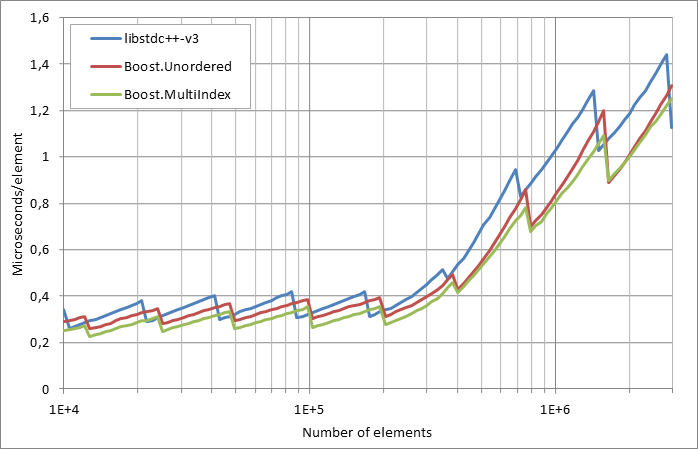 1,6
1,4
1,2
1
0,8
0,6
0,4
0,2
0
Microseconds/element
libstdc++-v3
Boost.Unordered
Boost.MultiIndex
1E+4
1E+5
1E+6
Number of elements